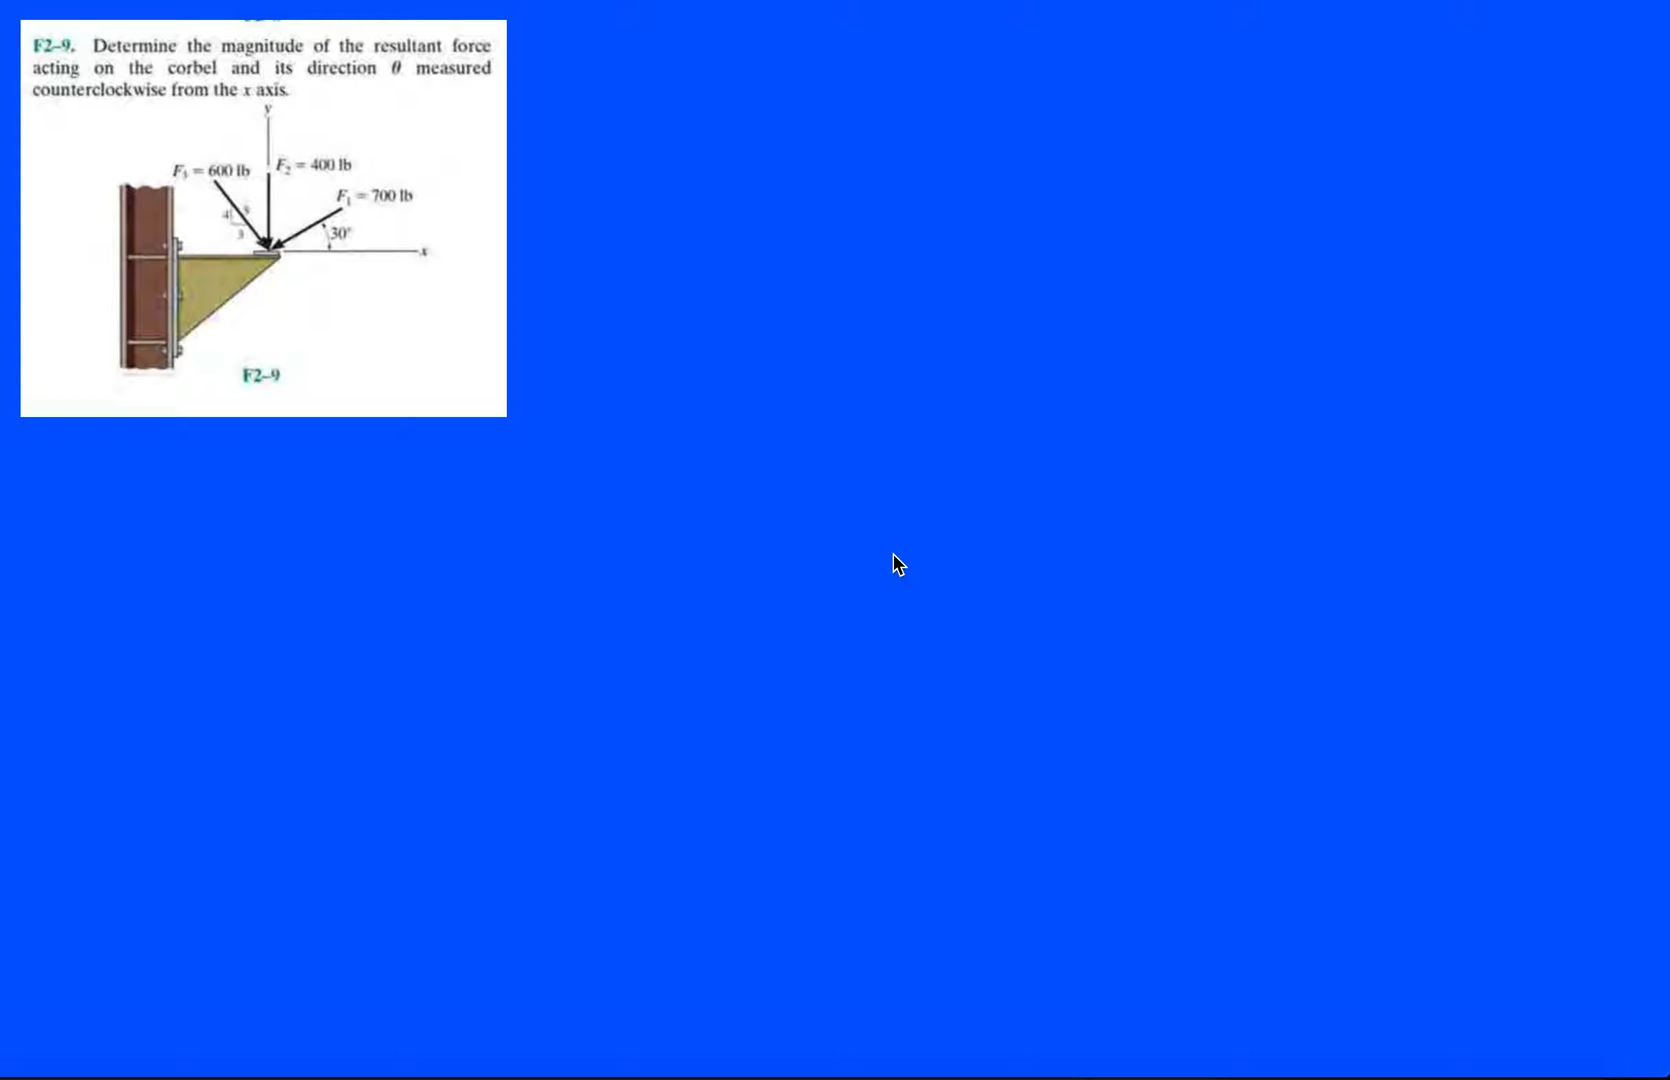 F2–9. Determine the magnitude of the resultant force
acting on the corbel and its direction θ measured
counterclockwise from the x axis.
y
F₃ = 600 lb
F₂ = 400 lb
F₁ = 700 lb
4
5
3
30°
x
F2–9